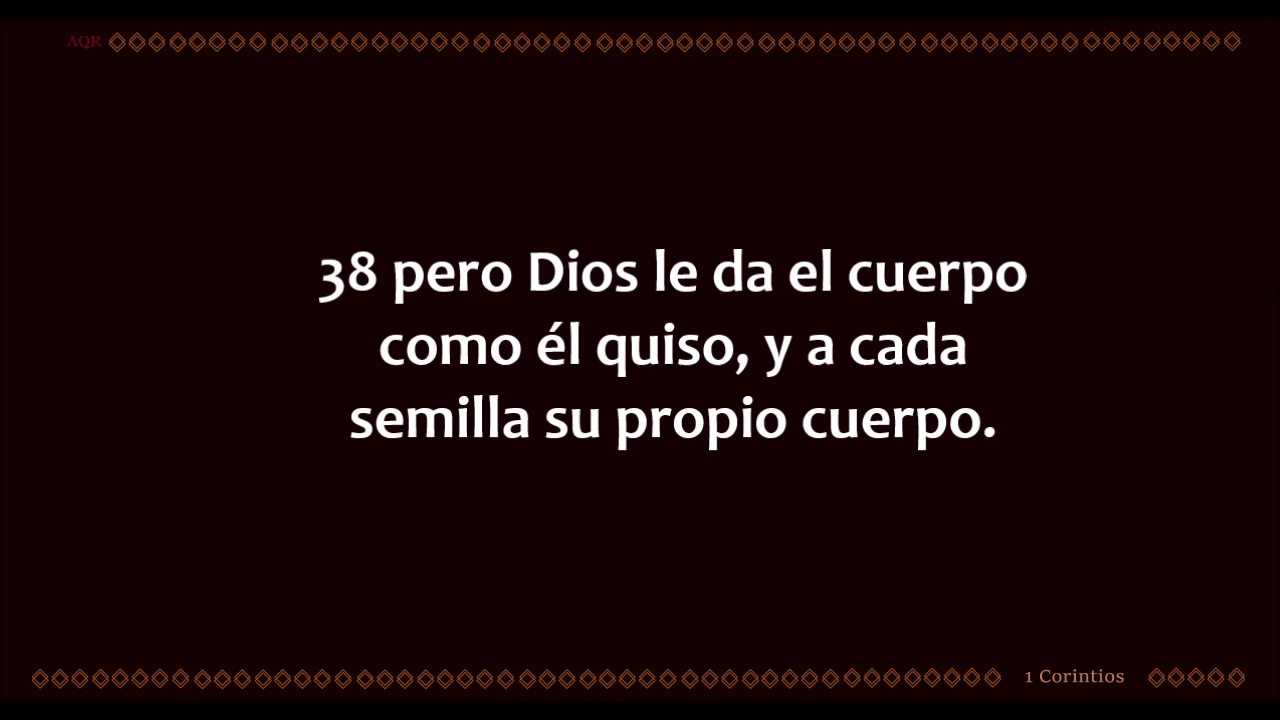 AQR
38 pero Dios le da el cuerpo
como él quiso, y a cada
semilla su propio cuerpo.
1 Corintios